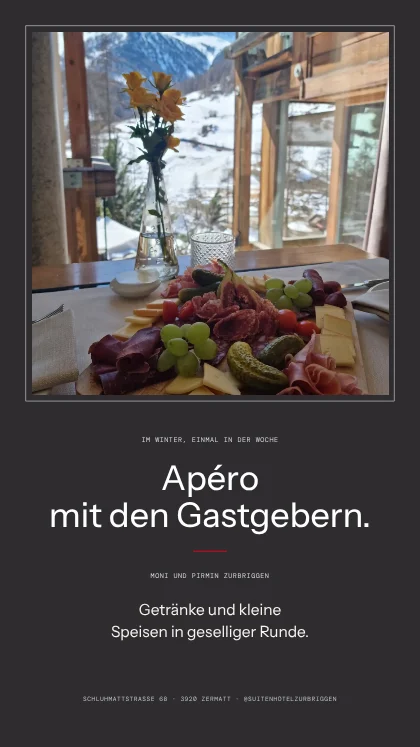 IM WINTER, EINMAL IN DER WOCHE
Apéro
mit den Gastgebern.
MONI UND PIRMIN ZURBRIGGEN
Getränke und kleine
Speisen in geselliger Runde.
SCHLUHMATTSTRASSE 68 · 3920 ZERMATT · @SUITENHOTELZURBRIGGEN